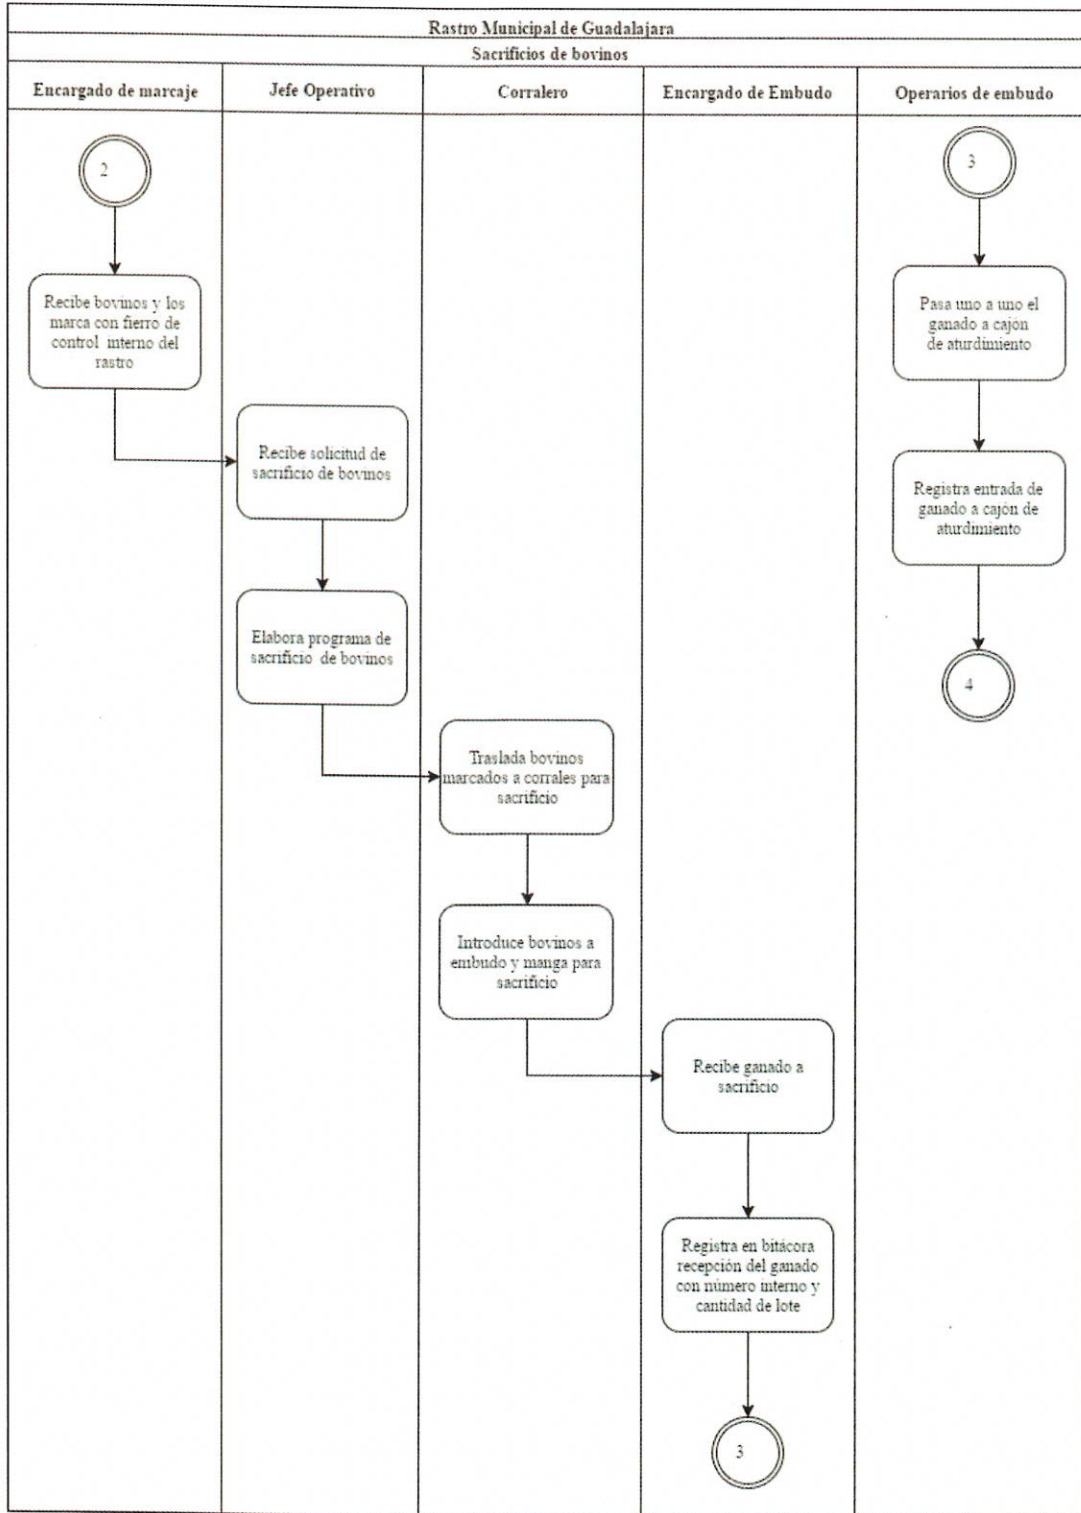 Rastro Municipal de Guadalajara
Sacrificios de bovinos
Encargado de marcaje
Jefe Operativo
Corralero
Encargado de Embudo
Operarios de embudo
2
Recibe bovinos y los
marca con fierro de
control interno del
rastro
Recibe solicitud de
sacrificio de bovinos
Elabora programa de
sacrificio de bovinos
Traslada bovinos
marcados a corrales para
sacrificio
Introduce bovinos a
embudo y manga para
sacrificio
Recibe ganado a
sacrificio
Registra en bitácora
recepción del ganado
con número interno y
cantidad de lote
3
3
Pasa uno a uno el
ganado a cajón
de aturdimiento
Registra entrada de
ganado a cajón de
aturdimiento
4